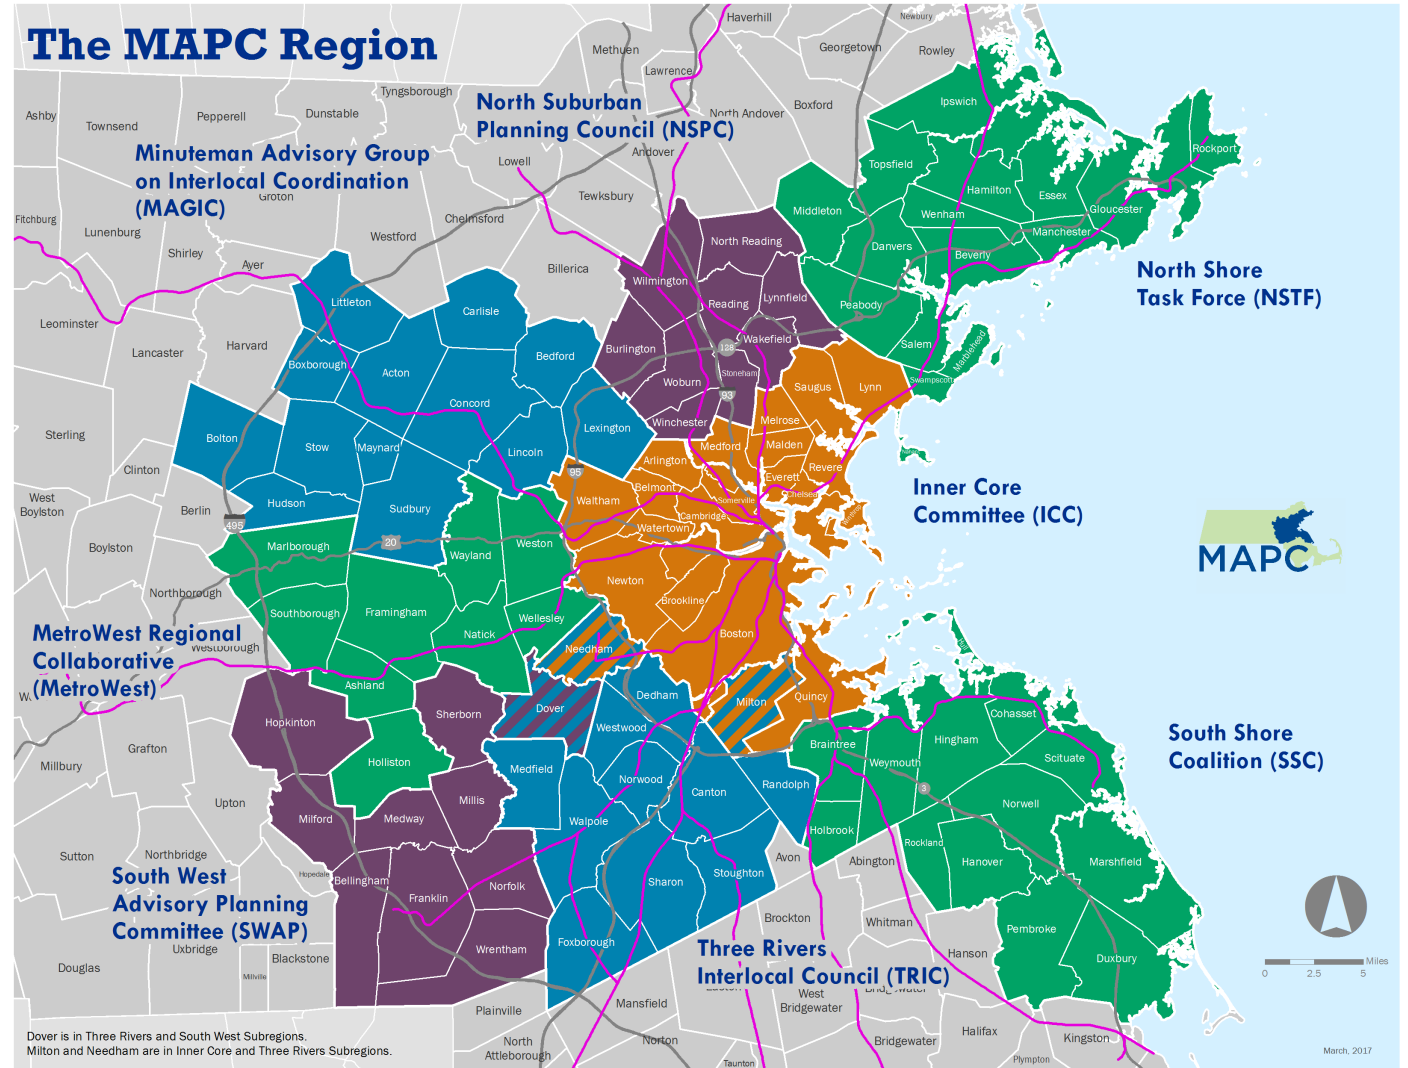 The MAPC Region
Haverhill
Newbury
Methuen
Georgetown
Rowley
Lawrence
Tyngsborough
Ipswich
Boxford
North Andover
North Suburban
Planning Council (NSPC)
Ashby
Townsend
Pepperell
Dunstable
Minuteman Advisory Group
on Interlocal Coordination
(MAGIC)
Groton
Lowell
Andover
Topsfield
Rockport
Tewksbury
Hamilton
Essex
Gloucester
Middleton
Wenham
Manchester
Fitchburg
Lunenburg
Chelmsford
Westford
North Reading
Danvers
Beverly
Shirley
Ayer
Billerica
Wilmington
North Shore
Task Force (NSTF)
Littleton
Carlisle
Reading
Lynnfield
Peabody
Leominster
Harvard
Lancaster
Burlington
128
Wakefield
Salem
Marblehead
Boxborough
Acton
Bedford
Stoneham
Woburn
93
Saugus
Lynn
Swampscott
Concord
Winchester
Melrose
Sterling
Bolton
Stow
Maynard
Lincoln
Lexington
Medford
Malden
Arlington
Nahant
Clinton
95
Revere
Everett
Belmont
Chelsea
Inner Core
Committee (ICC)
West
Boylston
Berlin
Hudson
Sudbury
Waltham
Somerville
Cambridge
Winthrop
495
Watertown
20
Boylston
Marlborough
Wayland
Weston
MAPC
Newton
Northborough
Brookline
Southborough
Framingham
Wellesley
Natick
Boston
MetroWest Regional
Collaborative
(MetroWest)
Westborough
Needham
Hull
Ashland
Dedham
Milton
Quincy
Hopkinton
Sherborn
Dover
Westwood
Cohasset
Grafton
Holliston
Braintree
Hingham
South Shore
Coalition (SSC)
Millbury
Medfield
Norwood
Weymouth
Scituate
Randolph
Canton
3
Upton
Millis
Norwell
Milford
Medway
Walpole
Holbrook
Rockland
Hanover
Marshfield
Sutton
Northbridge
Avon
Abington
South West
Advisory Planning
Committee (SWAP)
Hopedale
Bellingham
Franklin
Norfolk
Sharon
Stoughton
Brockton
Whitman
Pembroke
Uxbridge
Blackstone
Wrentham
Foxborough
Three Rivers
Interlocal Council (TRIC)
Hanson
Duxbury
Douglas
Millville
Miles
0 2.5 5
Easton
West
Bridgewater
Mansfield
Plainville
Dover is in Three Rivers and South West Subregions.
Milton and Needham are in Inner Core and Three Rivers Subregions.
North
Attleboro
Norton
Bridgewater
Halifax
Kingston
Plympton
Taunton
March, 2017